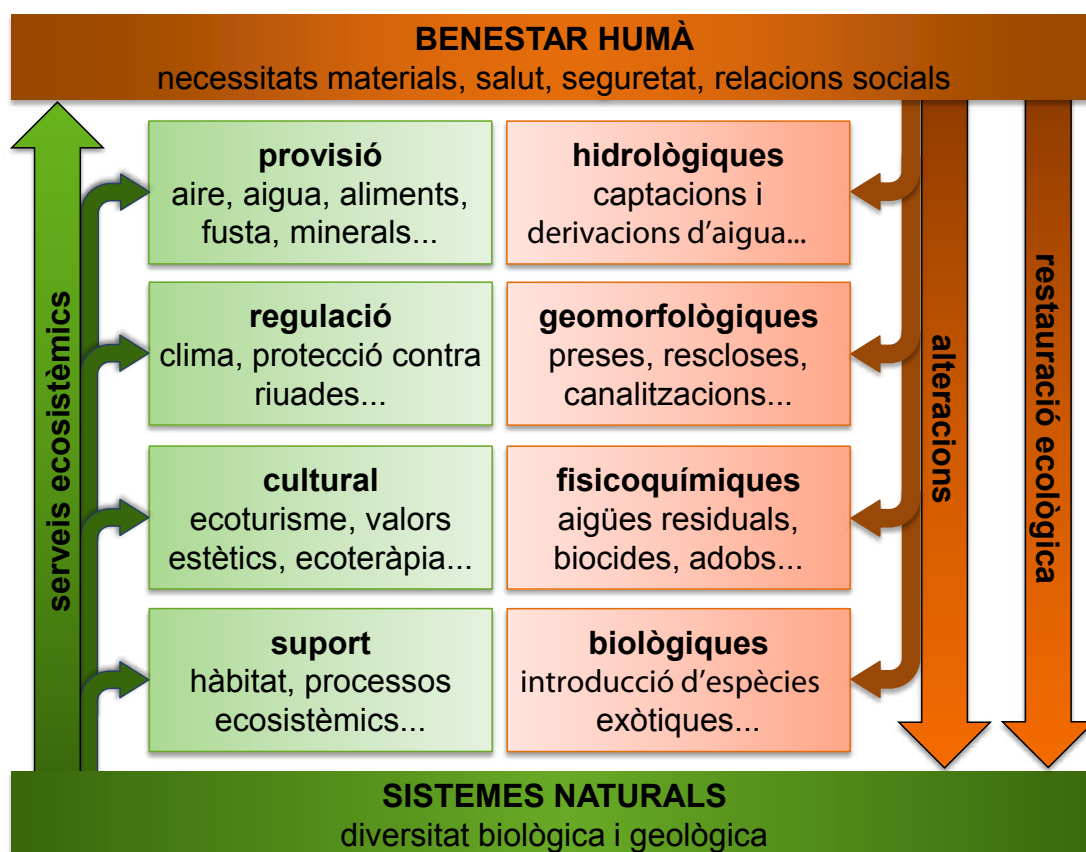 BENESTAR HUMÀ
necessitats materials, salut, seguretat, relacions socials
serveis ecosistèmics
provisió
aire, aigua, aliments,
fusta, minerals...
regulació
clima, protecció contra
riuades...
cultural
ecoturisme, valors
estètics, ecoteràpia...
suport
hàbitat, processos
ecosistèmics...
hidrològiques
captacions i
derivacions d’aigua...
geomorfològiques
preses, rescloses,
canalitzacions...
fisicoquímiques
aigües residuals,
biocides, adobs...
biològiques
introducció d’espècies
exòtiques...
alteracions
restauració ecològica
SISTEMES NATURALS
diversitat biològica i geològica